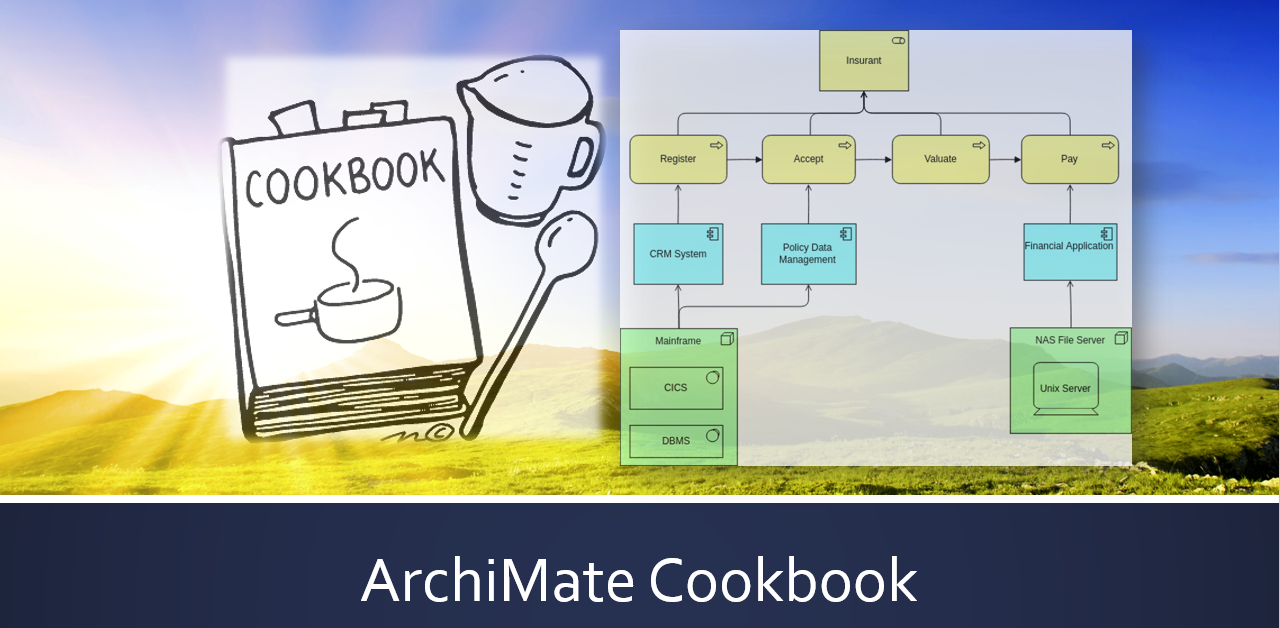 COOKBOOK
Insurant
Register
Accept
Valuate
Pay
CRM System
Policy Data
Management
Financial Application
Mainframe
CICS
DBMS
NAS File Server
Unix Server
ArchiMate Cookbook